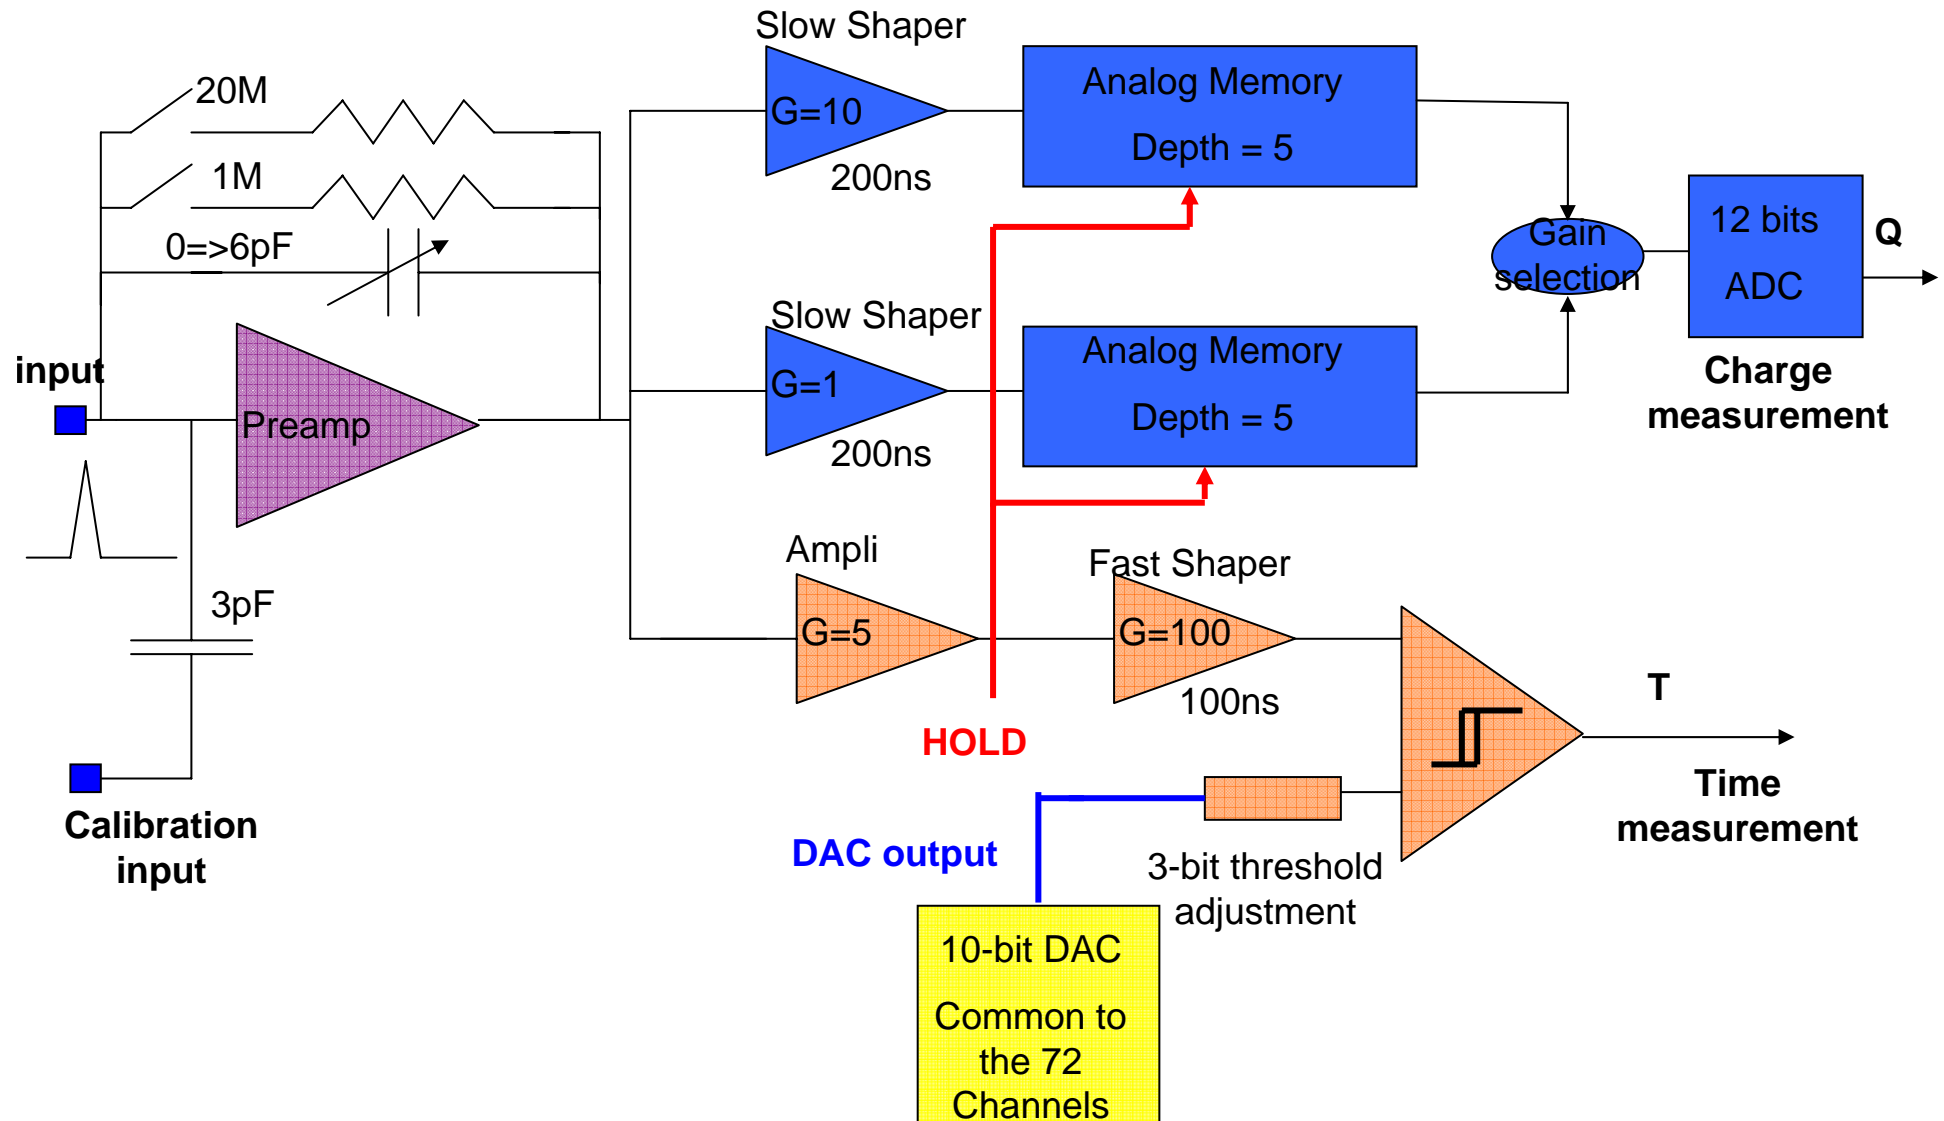 Slow Shaper
20M
G=10
Analog Memory
Depth = 5
200ns
1M
0=>6pF
Gain
selection
12 bits
ADC
Q
Slow Shaper
G=1
Analog Memory
Depth = 5
200ns
Charge
measurement
input
Preamp
Ampli
Fast Shaper
3pF
G=5
G=100
100ns
T
HOLD
Time
measurement
Calibration
input
DAC output
3-bit threshold
adjustment
10-bit DAC
Common to
the 72
Channels